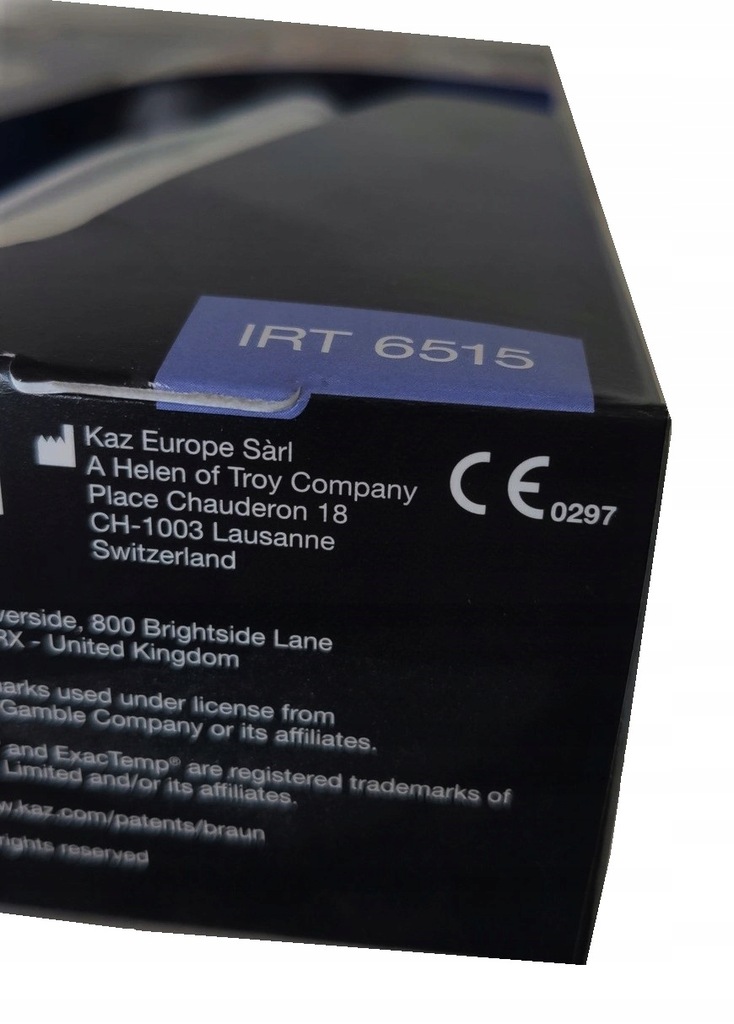 IRT 6515
Kaz Europe Sàrl
A Helen of Troy Company
Place Chauderon 18
CH-1003 Lausanne
Switzerland
CE 0297
verside, 800 Brightside Lane
RX - United Kingdom
arks used under license from
Gamble Company or its affiliates.
and ExacTemp® are registered trademarks of
Limited and/or its affiliates.
w.kaz.com/patents/braun
rights reserved